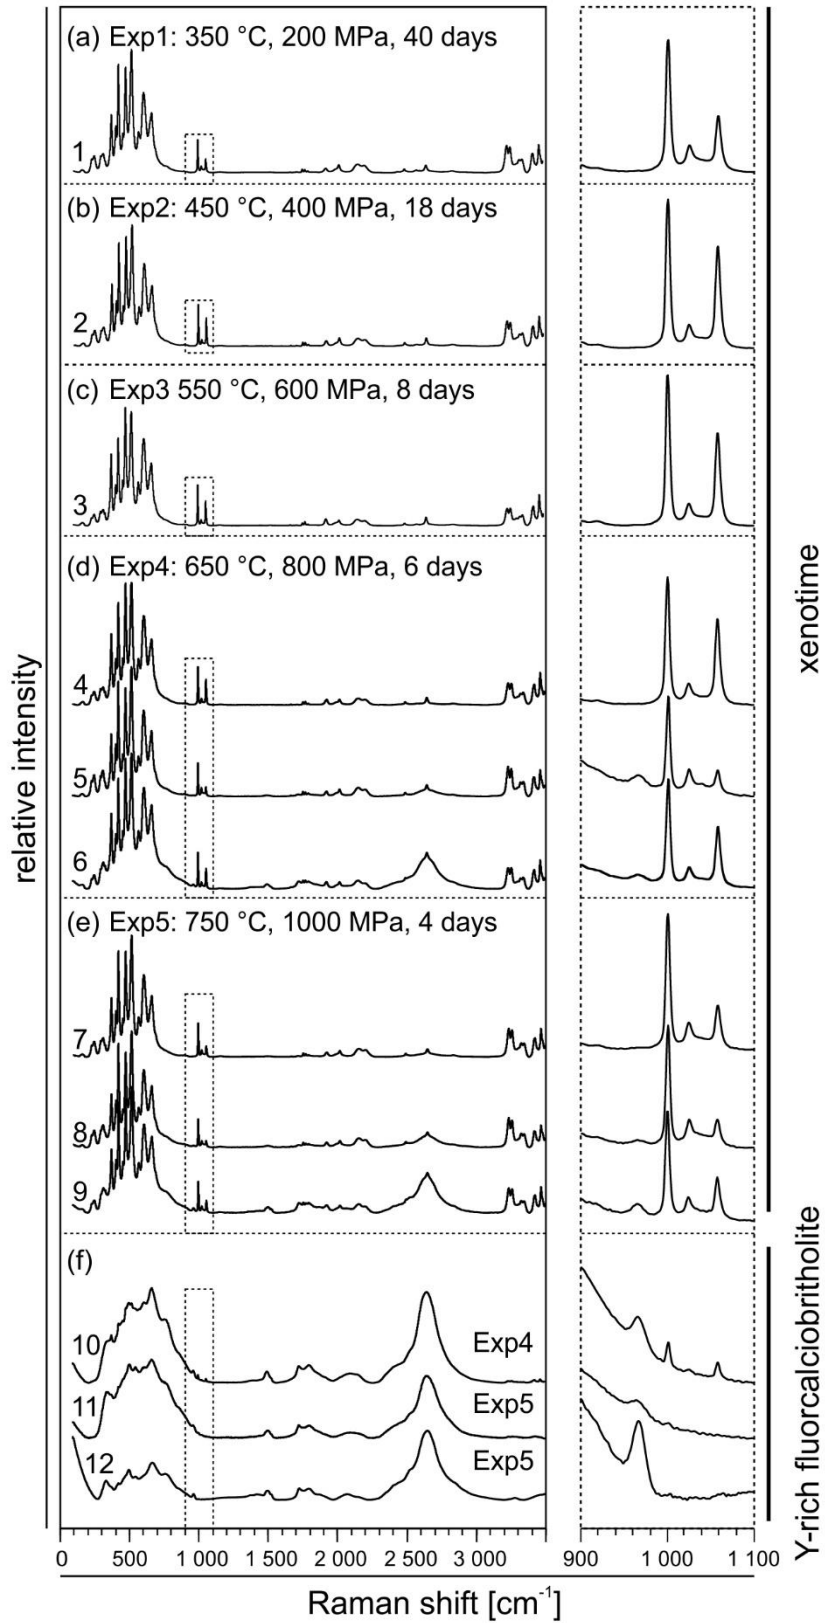 (a) Exp1: 350 °C, 200 MPa, 40 days
1
(b) Exp2: 450 °C, 400 MPa, 18 days
2
(c) Exp3 550 °C, 600 MPa, 8 days
3
(d) Exp4: 650 °C, 800 MPa, 6 days
4
5
6
(e) Exp5: 750 °C, 1000 MPa, 4 days
7
8
9
(f)
10 Exp4
11 Exp5
12 Exp5
relative intensity
xenotime
Y-rich fluorcalciobritholite
0 500 1 000 1 500 2 000 2 500 3 000 900 1 000 1 100
Raman shift [cm⁻¹]